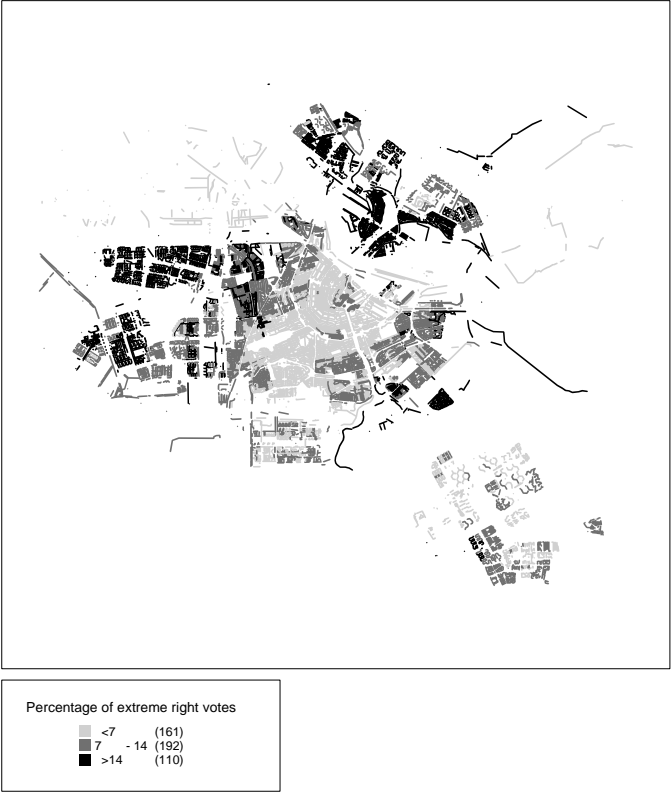 Percentage of extreme right votes
<7 (161)
7 - 14 (192)
>14 (110)